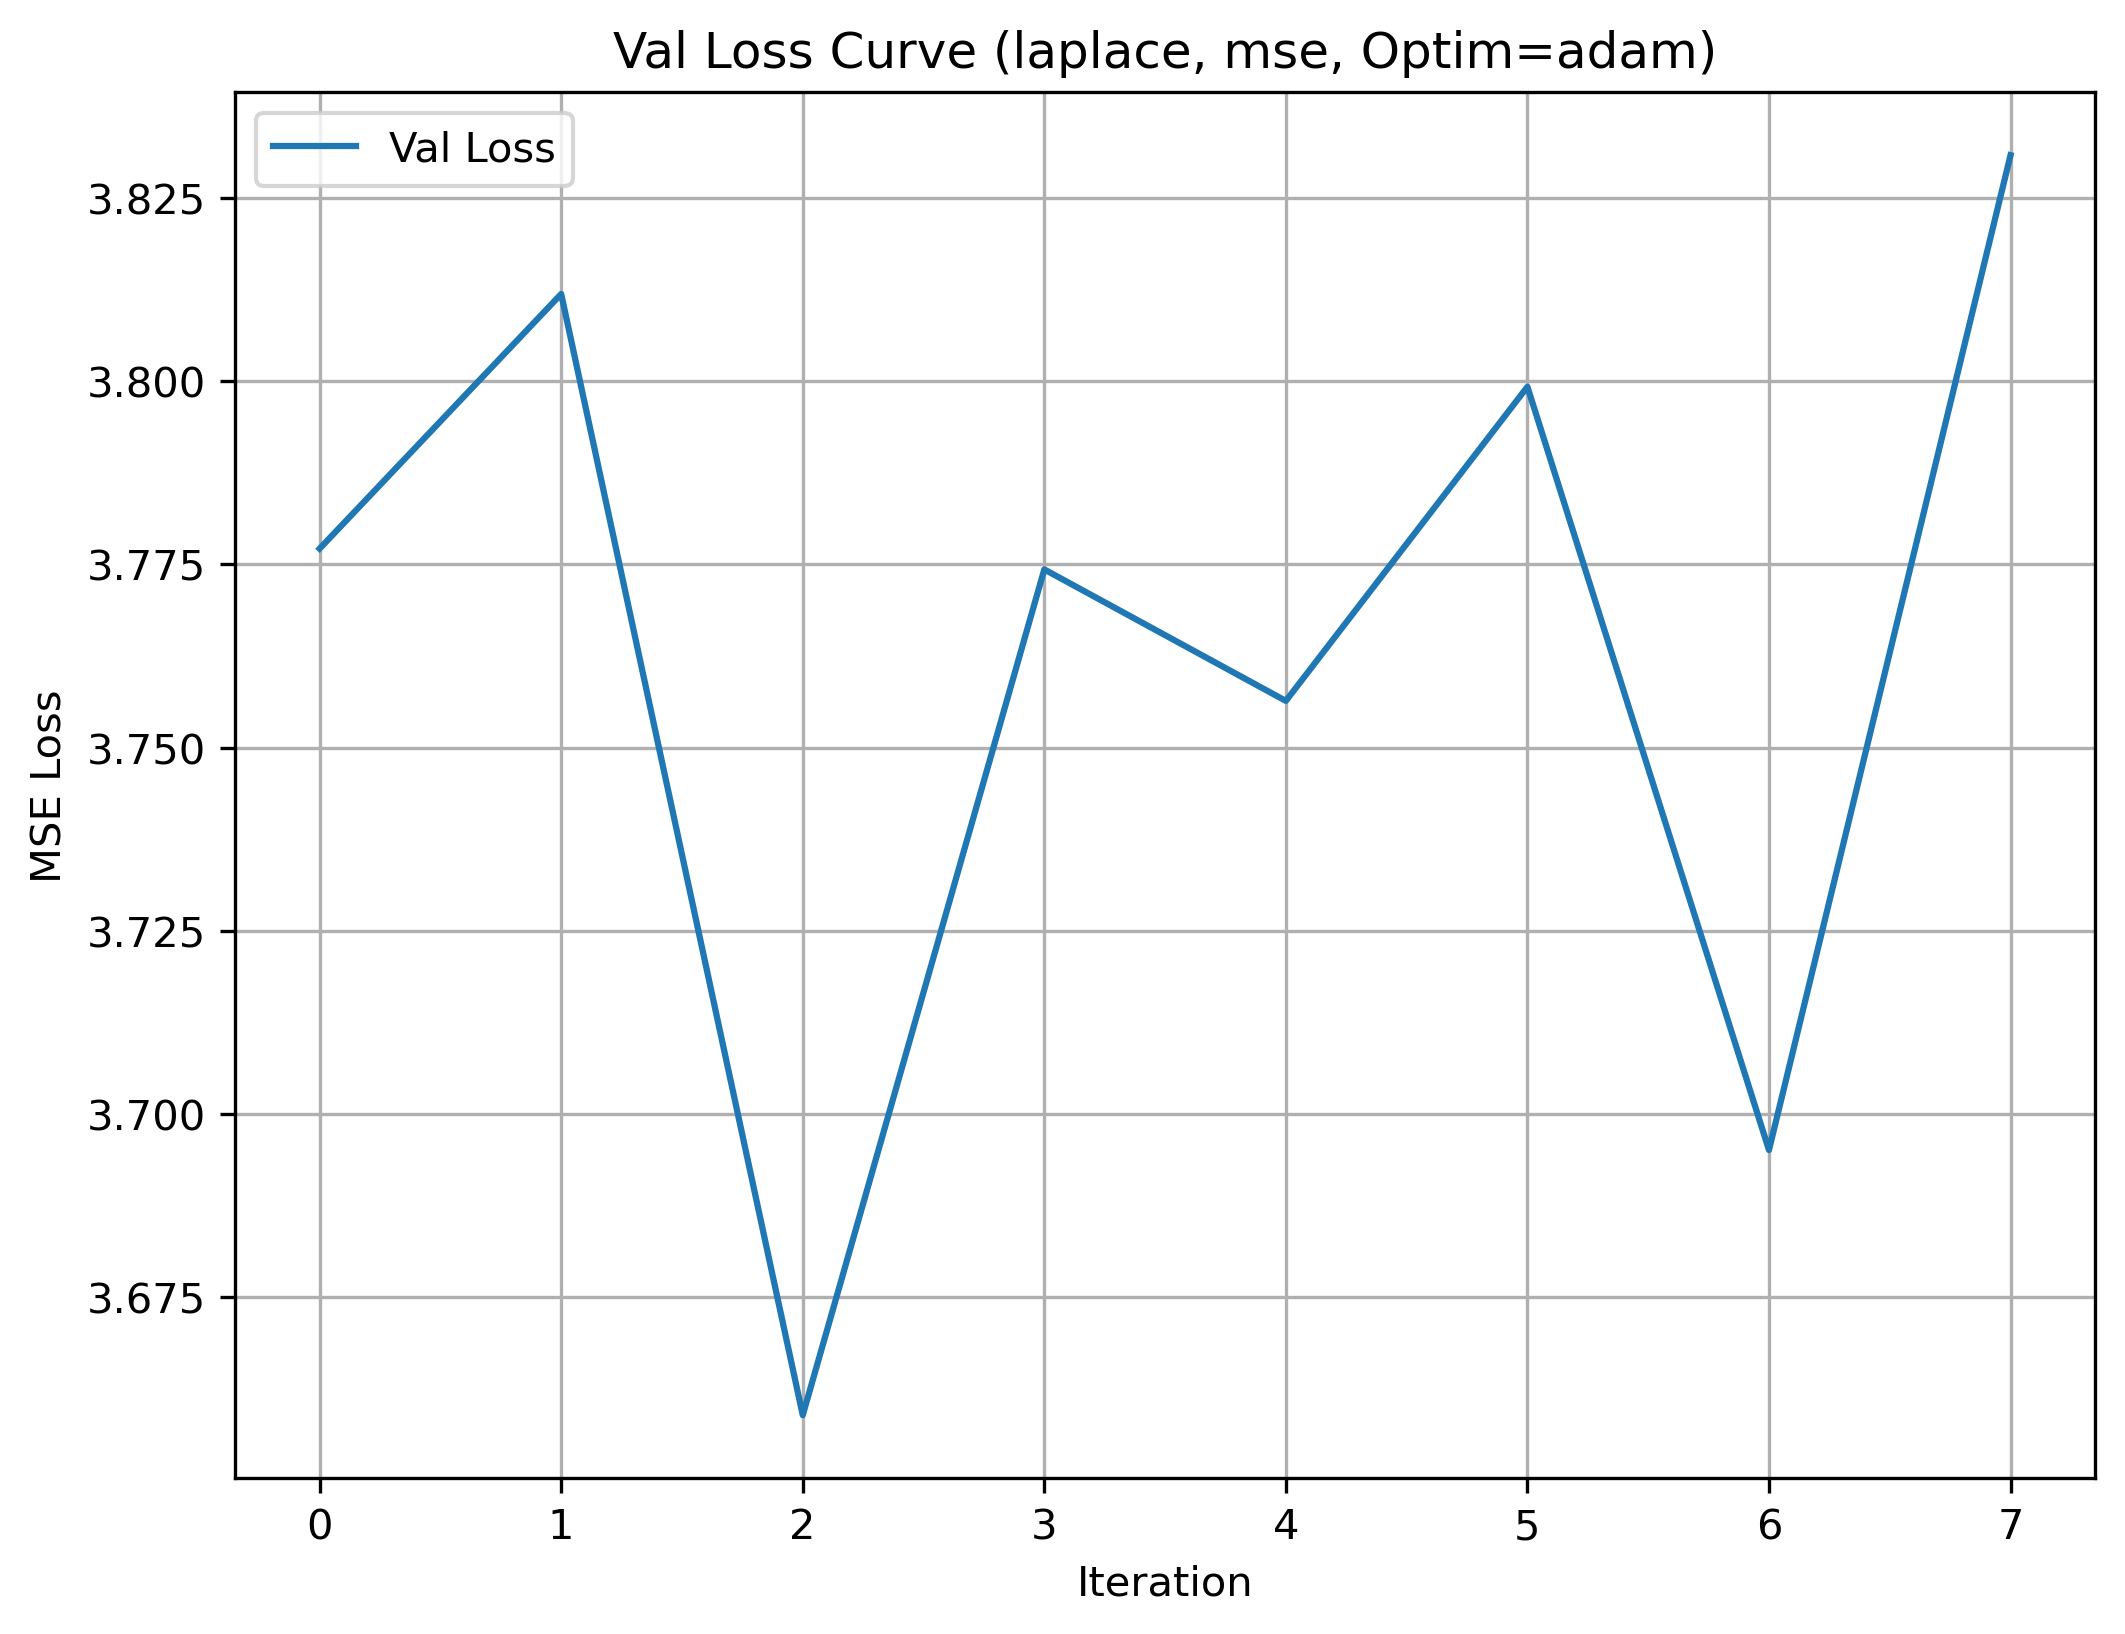 Val Loss Curve (laplace, mse, Optim=adam)
Val Loss
3.825
3.800
3.775
3.750
3.725
3.700
3.675
MSE Loss
0 1 2 3 4 5 6 7
Iteration